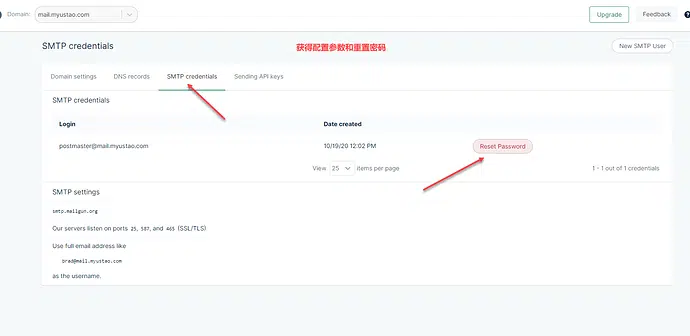 Domain: mail.myustao.com Upgrade Feedback
SMTP credentials 获得配置参数和重置密码 New SMTP User
Domain settings DNS records SMTP credentials Sending API keys
SMTP credentials
Login Date created
postmaster@mail.myustao.com 10/19/20 12:02 PM Reset Password
View 25 items per page 1 - 1 out of 1 credentials
SMTP settings
smtp.mailgun.org
Our servers listen on ports 25, 587, and 465 (SSL/TLS)
Use full email address like
brad@mail.myustao.com
as the username.